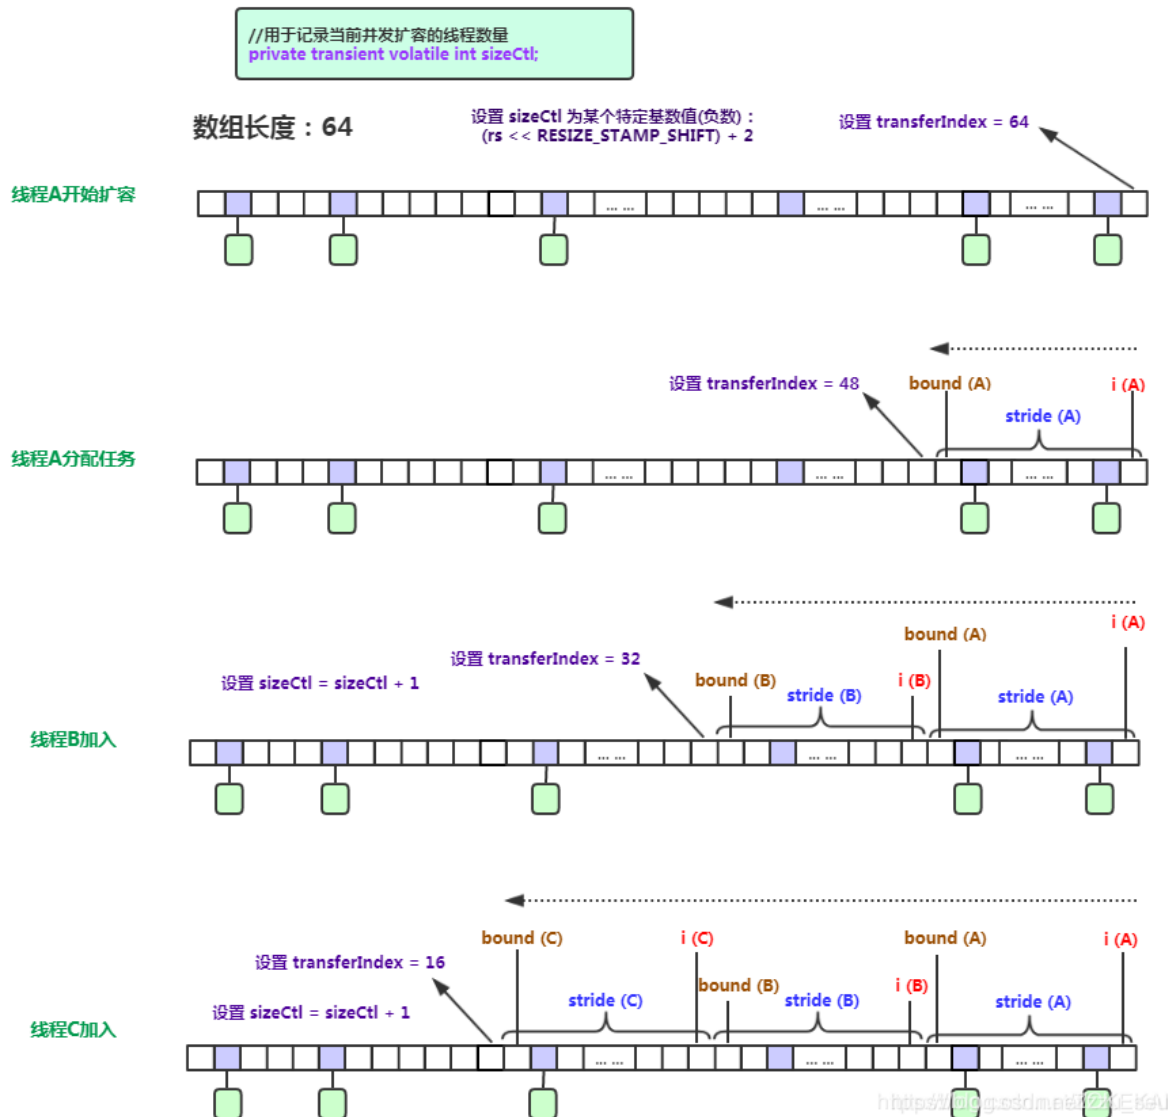 //用于记录当前并发扩容的线程数量
private transient volatile int sizeCtl;
数组长度：64
设置 sizeCtl 为某个特定基数值(负数)：
(rs << RESIZE_STAMP_SHIFT) + 2
设置 transferIndex = 64
线程A开始扩容
... ...
... ...
... ...
设置 transferIndex = 48
bound (A)
i (A)
stride (A)
线程A分配任务
... ...
... ...
... ...
i (A)
bound (A)
设置 transferIndex = 32
设置 sizeCtl = sizeCtl + 1
bound (B)
i (B)
stride (B)
stride (A)
线程B加入
... ...
... ...
... ...
bound (C)
i (C)
bound (A)
i (A)
设置 transferIndex = 16
bound (B)
i (B)
设置 sizeCtl = sizeCtl + 1
stride (C)
stride (B)
stride (A)
线程C加入
... ...
... ...
... ...